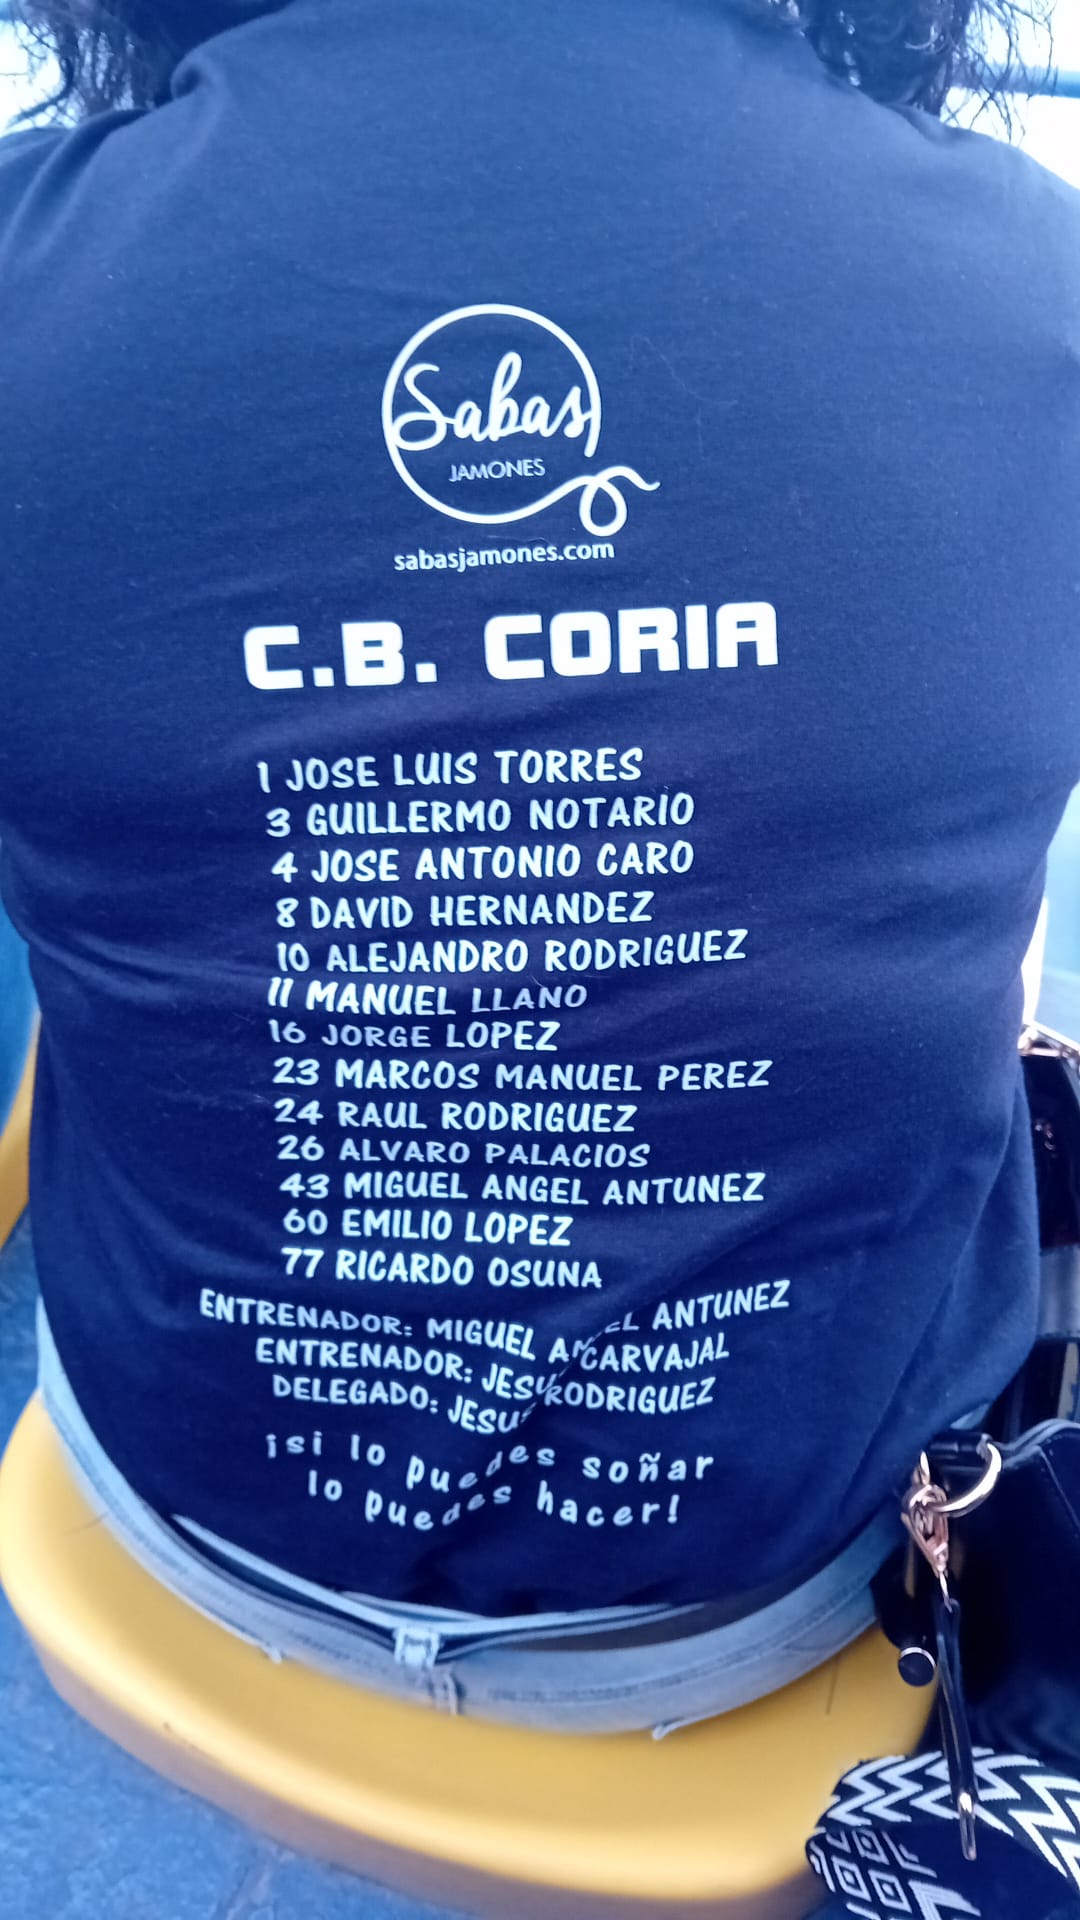 Sabas
JAMONES
sabasjamones.com
C.B. CORIA
1 JOSE LUIS TORRES
3 GUILLERMO NOTARIO
4 JOSE ANTONIO CARO
8 DAVID HERNANDEZ
10 ALEJANDRO RODRIGUEZ
11 MANUEL LLANO
16 JORGE LOPEZ
23 MARCOS MANUEL PEREZ
24 RAUL RODRIGUEZ
26 ALVARO PALACIOS
43 MIGUEL ANGEL ANTUNEZ
60 EMILIO LOPEZ
77 RICARDO OSUNA
ENTRENADOR: MIGUEL ANGEL ANTUNEZ
ENTRENADOR: JESUS CARVAJAL
DELEGADO: JESUS RODRIGUEZ
¡si lo puedes soñar
lo puedes hacer!